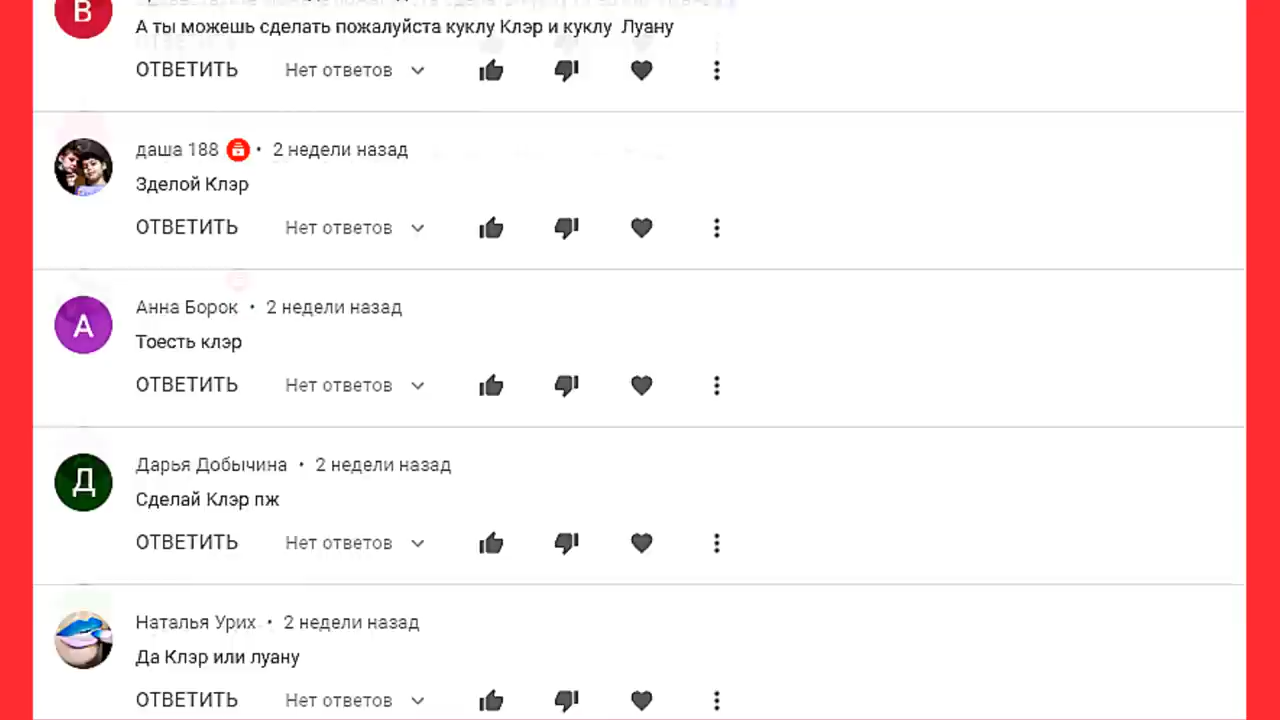 В
А ты можешь сделать пожалуйста куклу Клэр и куклу Луану
ОТВЕТИТЬ Нет ответов
даша 188 • 2 недели назад
Зделой Клэр
ОТВЕТИТЬ Нет ответов
А
Анна Борок • 2 недели назад
Тоесть клэр
ОТВЕТИТЬ Нет ответов
Д
Дарья Добычина • 2 недели назад
Сделай Клэр пж
ОТВЕТИТЬ Нет ответов
Наталья Урих • 2 недели назад
Да Клэр или луану
ОТВЕТИТЬ Нет ответов